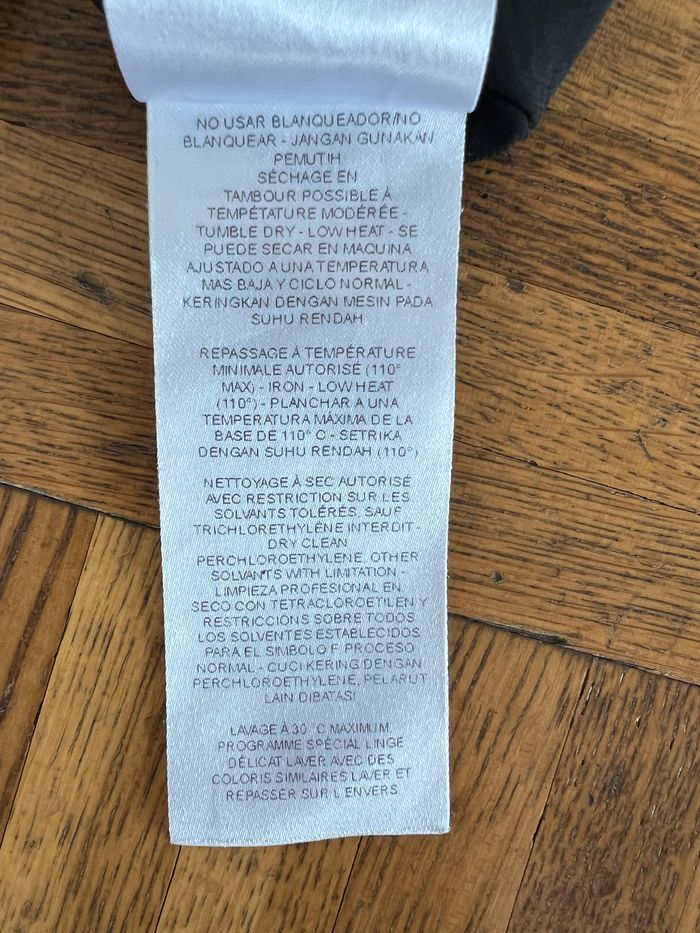 NO USAR BLANQUEADOR/NO
BLANQUEAR - JANGAN GUNAKAN
PEMUTIH
SÉCHAGE EN
TAMBOUR POSSIBLE À
TEMPÉTATURE MODÉRÉE -
TUMBLE DRY - LOW HEAT - SE
PUEDE SECAR EN MAQUINA
AJUSTADO A UNA TEMPERATURA
MAS BAJA Y CICLO NORMAL -
KERINGKAN DENGAN MESIN PADA
SUHU RENDAH
REPASSAGE À TEMPÉRATURE
MINIMALE AUTORISÉ (110°
MAX) - IRON - LOW HEAT
(110°) - PLANCHAR A UNA
TEMPERATURA MÁXIMA DE LA
BASE DE 110° C - SETRIKA
DENGAN SUHU RENDAH (110°)
NETTOYAGE À SEC AUTORISÉ
AVEC RESTRICTION SUR LES
SOLVANTS TOLÉRÉS, SAUF
TRICHLORETHYLÈNE INTERDIT -
DRY CLEAN
PERCHLOROETHYLENE, OTHER
SOLVANTS WITH LIMITATION -
LIMPIEZA PROFESIONAL EN
SECO CON TETRACLOROETILEN Y
RESTRICCIONS SOBRE TODOS
LOS SOLVENTES ESTABLECIDOS
PARA EL SIMBOLO F PROCESO
NORMAL - CUCI KERING DENGAN
PERCHLOROETHYLENE, PELARUT
LAIN DIBATASI
LAVAGE À 30 °C MAXIMUM
PROGRAMME SPÉCIAL LINGE
DÉLICAT LAVER AVEC DES
COLORIS SIMILAIRES LAVER ET
REPASSER SUR L ENVERS